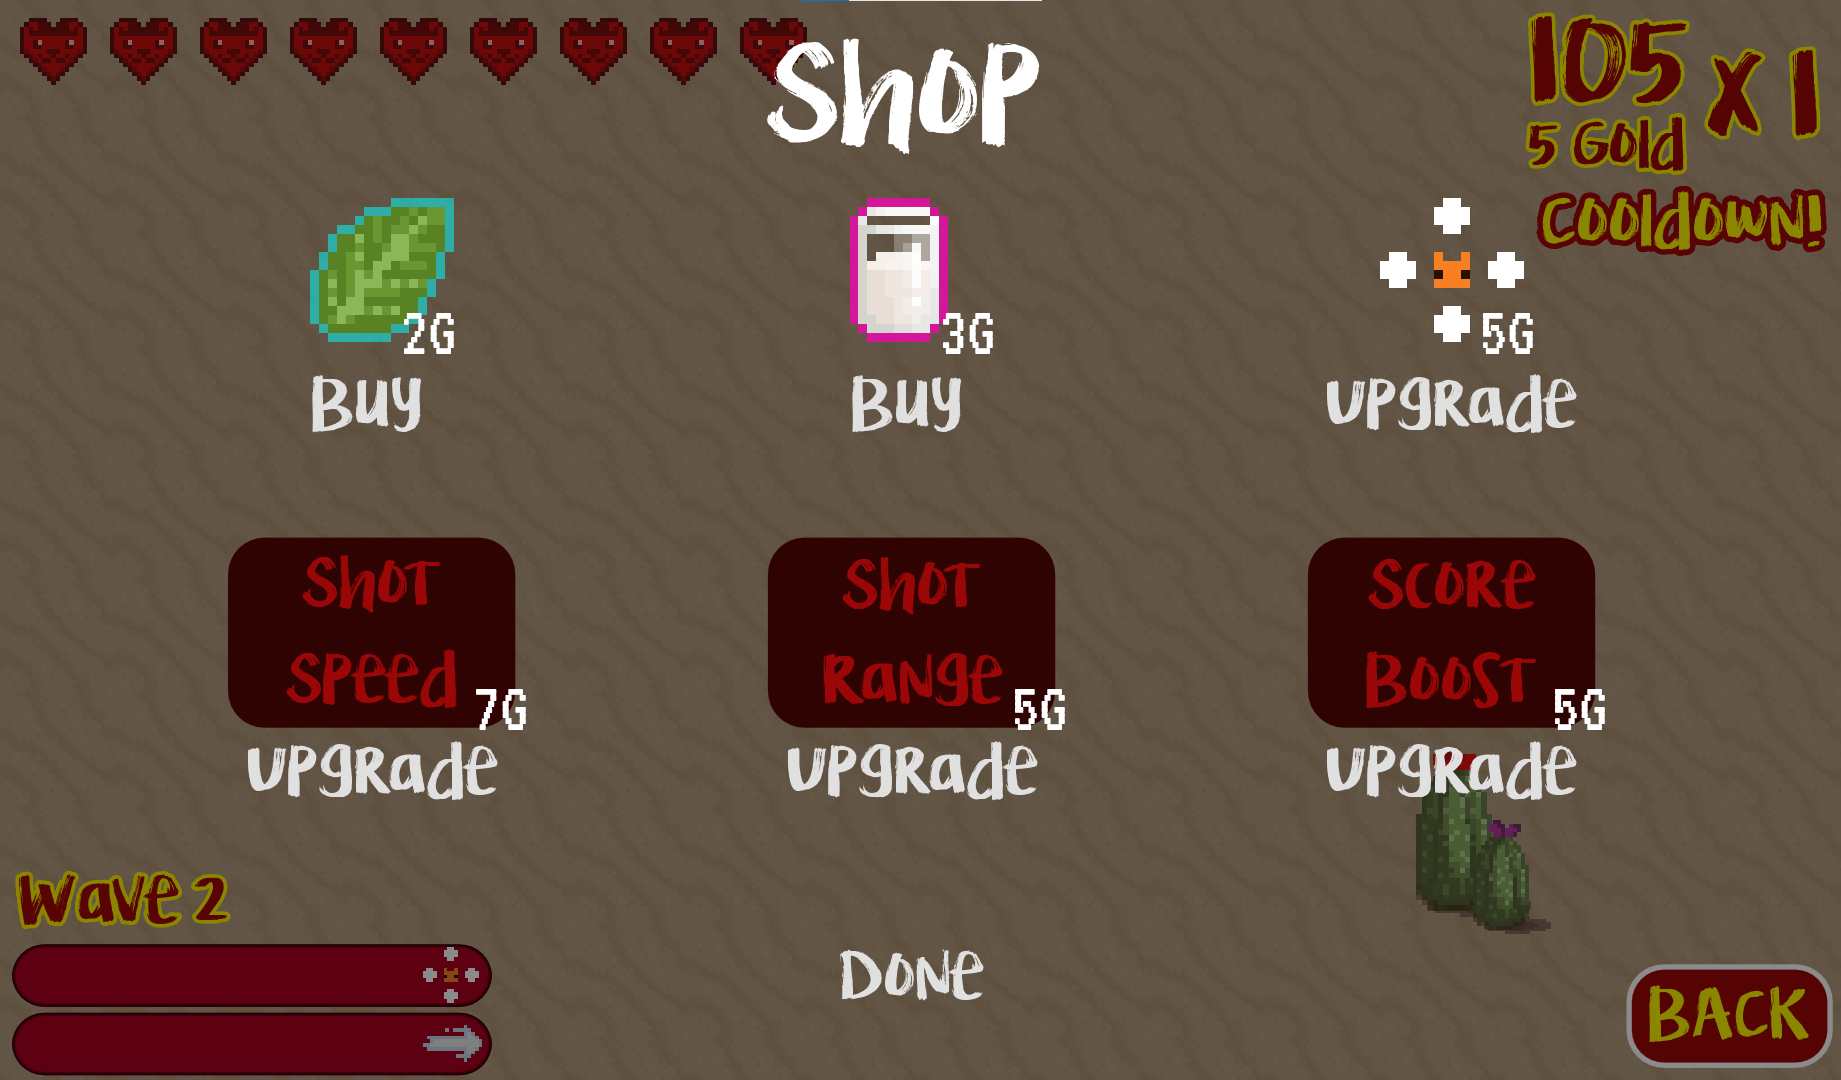 Shop
105 X 1
5 Gold
Cooldown!
2G
3G
5G
Buy
Buy
Upgrade
Shot
Speed
7G
Shot
Range
5G
Score
Boost
5G
Upgrade
Upgrade
Upgrade
Wave 2
Done
BACK